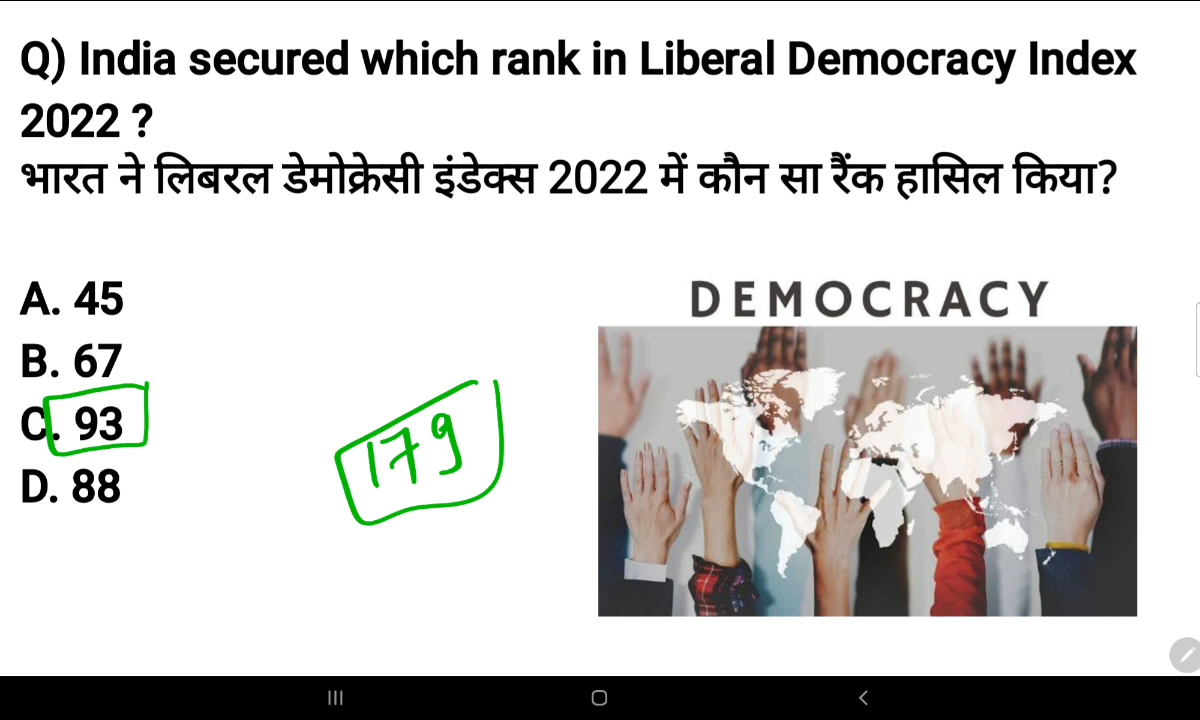 Q) India secured which rank in Liberal Democracy Index
2022 ?
भारत ने लिबरल डेमोक्रेसी इंडेक्स 2022 में कौन सा रैंक हासिल किया?
A. 45
B. 67
C. 93
D. 88
179
DEMOCRACY